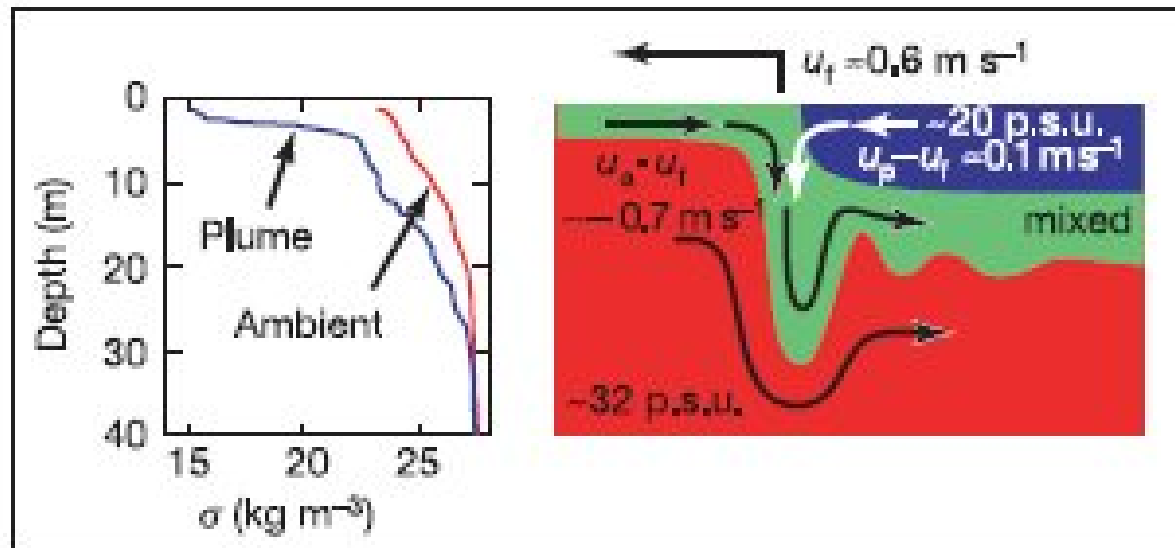 0
10
20
30
40
Depth (m)
Plume
Ambient
15 20 25
σ (kg m⁻³)
u_f ≈0.6 m s⁻¹
~20 p.s.u.
u_p–u_f ≈0.1 m s⁻¹
u_a - u_f
≈ –0.7 m s⁻¹
mixed
~32 p.s.u.